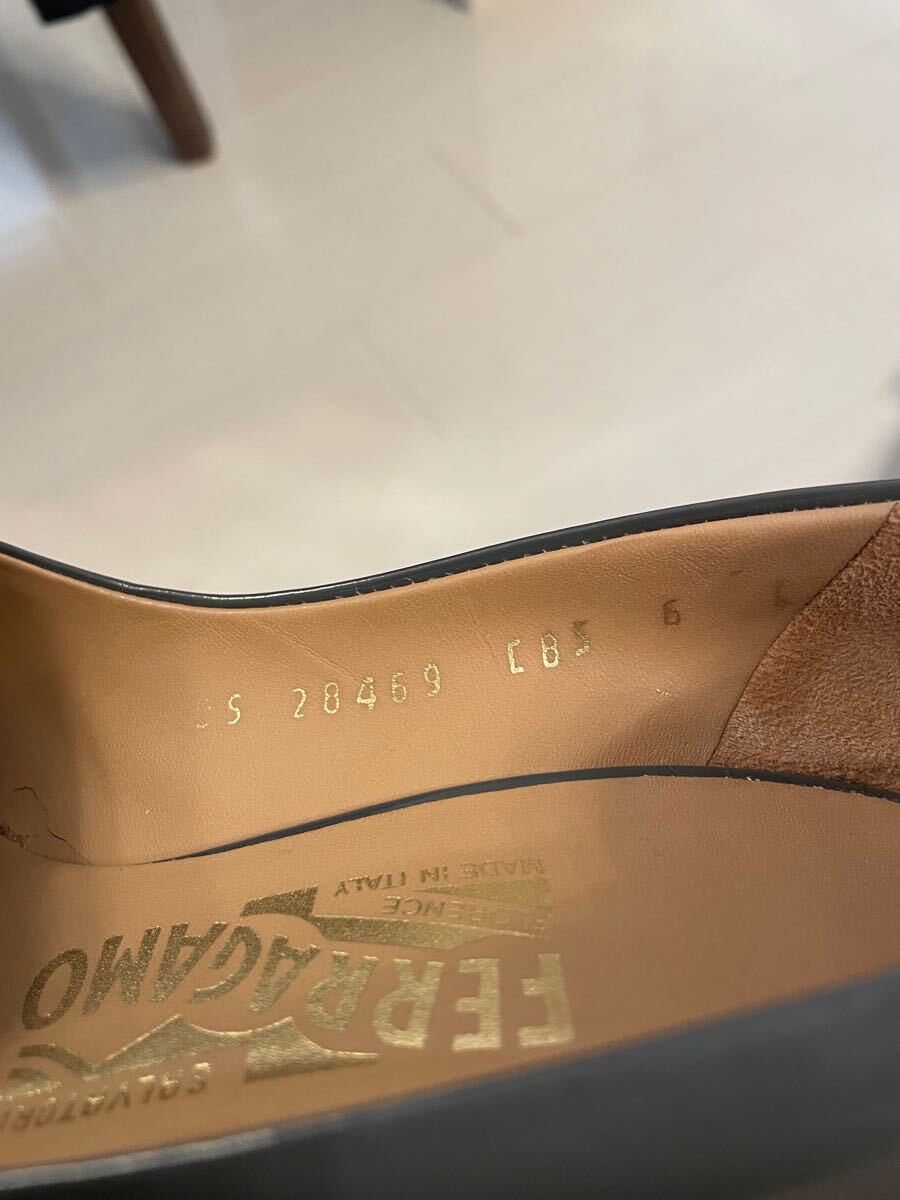 28469 C85 6
SALVATORE
FERRAGAMO
FLORENCE
MADE IN ITALY